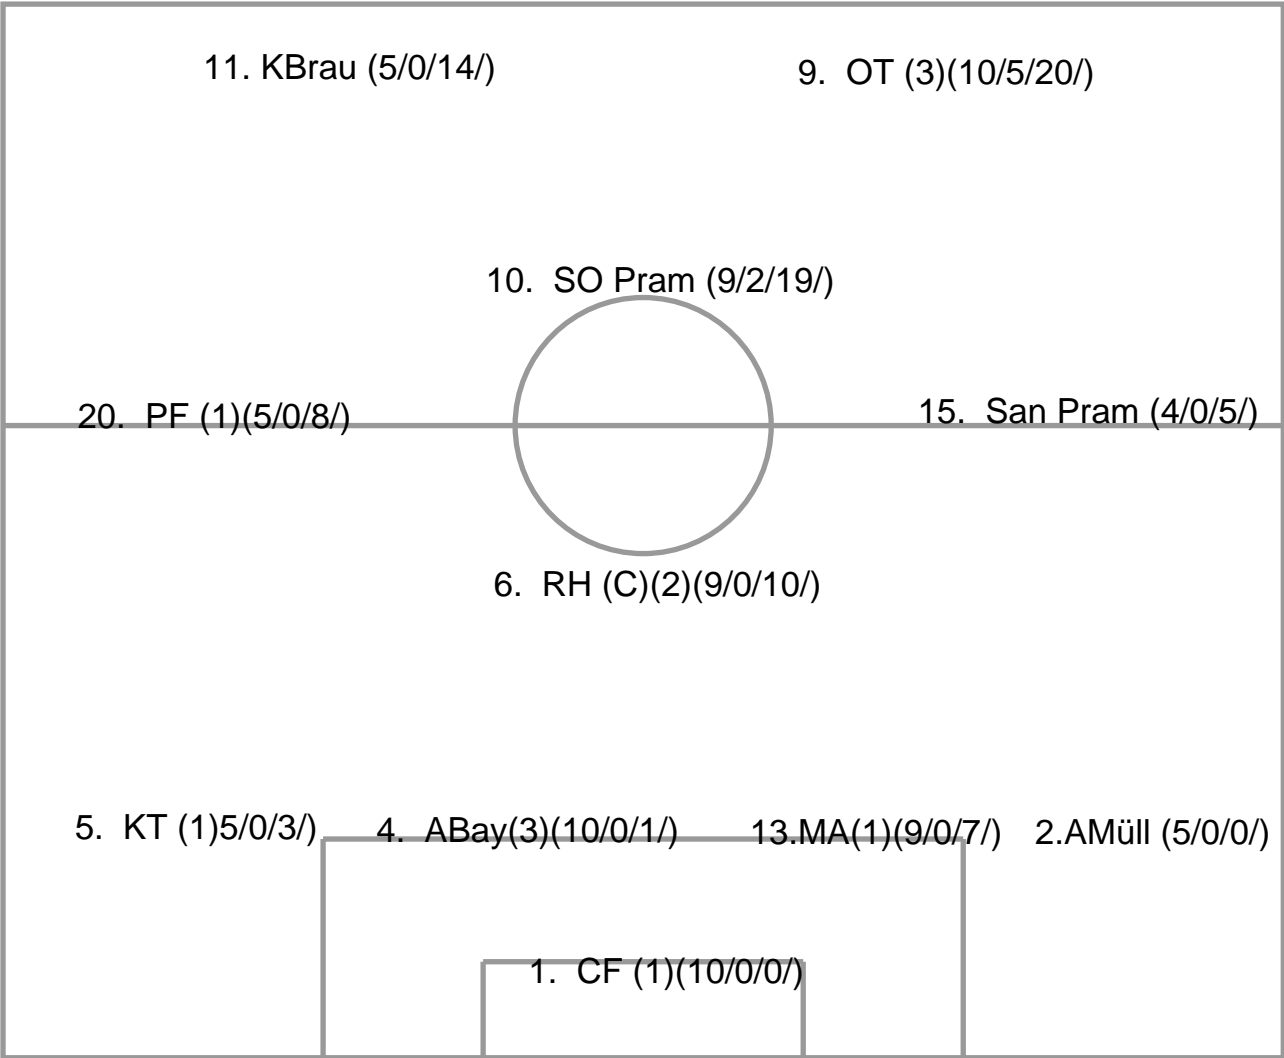 11. KBrau (5/0/14/)
9. OT (3)(10/5/20/)
10. SO Pram (9/2/19/)
20. PF (1)(5/0/8/)
15. San Pram (4/0/5/)
6. RH (C)(2)(9/0/10/)
5. KT (1)5/0/3/)
4. ABay(3)(10/0/1/)
13.MA(1)(9/0/7/)
2.AMüll (5/0/0/)
1. CF (1)(10/0/0/)